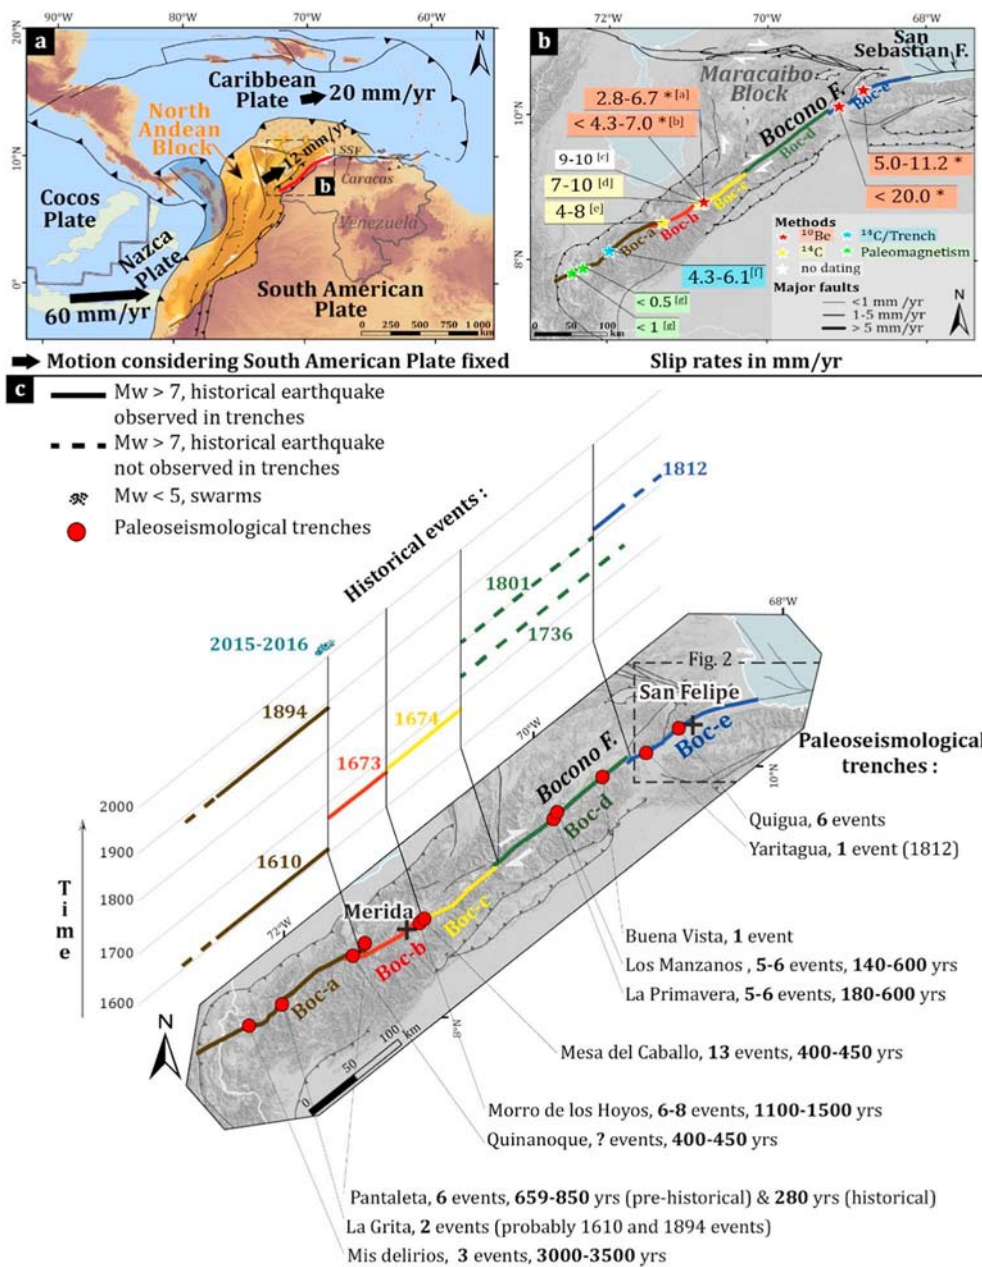 90°W
80°W
70°W
60°W
20°N
10°N
0°N
a
N
Caribbean
Plate
20 mm/yr
North
Andean
Block
12 mm/yr
SSF
Caracas
b
Venezuela
Cocos
Plate
Nazca
Plate
60 mm/yr
South American
Plate
0 250 500 750 1 000
km
Motion considering South American Plate fixed
72°W
70°W
68°W
10°N
8°N
b
San
Sebastian F.
Maracaibo
Block
Bocono F.
2.8-6.7 * [a]
< 4.3-7.0 * [b]
9-10 [c]
7-10 [d]
4-8 [e]
Boc-a
Boc-b
Boc-c
Boc-d
Boc-e
5.0-11.2 *
< 20.0 *
4.3-6.1 [f]
< 0.5 [g]
< 1 [g]
Methods
¹⁰Be
¹⁴C/Trench
¹⁴C
Paleomagnetism
no dating
Major faults
<1 mm /yr
1-5 mm /yr
> 5 mm /yr
N
0 50 100
km
Slip rates in mm/yr
c
Mw > 7, historical earthquake
observed in trenches
Mw > 7, historical earthquake
not observed in trenches
Mw < 5, swarms
Paleoseismological trenches
Historical events :
1812
1801
1736
2015-2016
1894
1674
1673
1610
2000
1900
1800
1700
1600
Time
N
68°W
70°W
72°W
10°N
8°N
Fig. 2
San Felipe
Boc-e
Bocono F.
Boc-d
Merida
Boc-c
Boc-b
Boc-a
0 50 100
km
Paleoseismological
trenches :
Quigua, 6 events
Yaritagua, 1 event (1812)
Buena Vista, 1 event
Los Manzanos , 5-6 events, 140-600 yrs
La Primavera, 5-6 events, 180-600 yrs
Mesa del Caballo, 13 events, 400-450 yrs
Morro de los Hoyos, 6-8 events, 1100-1500 yrs
Quinanoque, ? events, 400-450 yrs
Pantaleta, 6 events, 659-850 yrs (pre-historical) & 280 yrs (historical)
La Grita, 2 events (probably 1610 and 1894 events)
Mis delirios, 3 events, 3000-3500 yrs